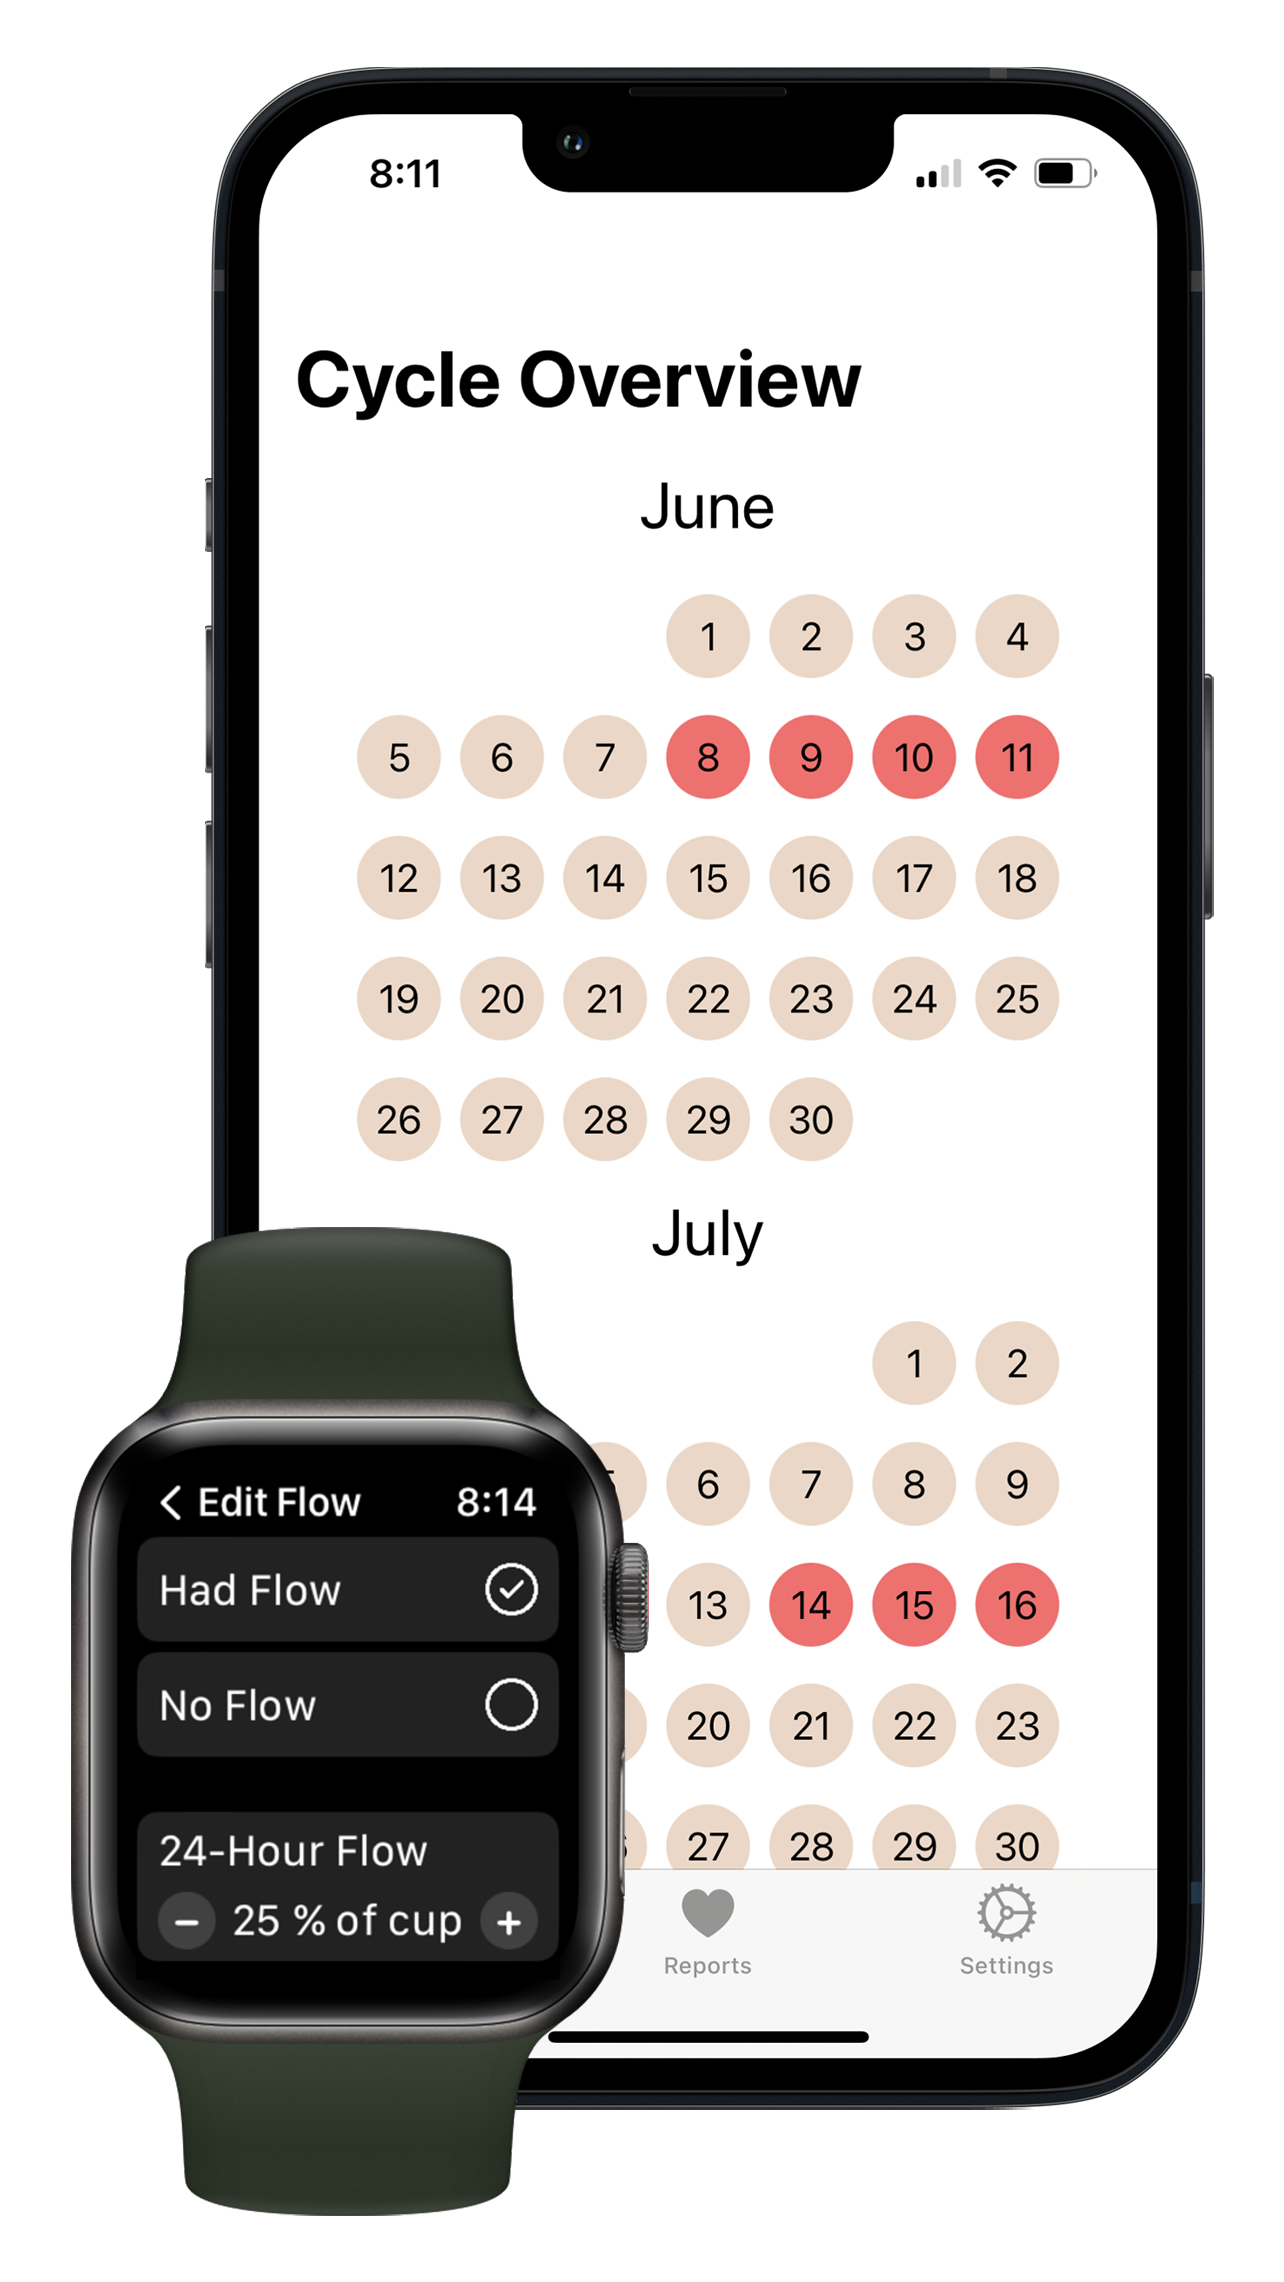 8:11
Cycle Overview
June
1 2 3 4
5 6 7 8 9 10 11
12 13 14 15 16 17 18
19 20 21 22 23 24 25
26 27 28 29 30
July
1 2
6 7 8 9
13 14 15 16
20 21 22 23
27 28 29 30
Reports Settings
Edit Flow 8:14
Had Flow
No Flow
24-Hour Flow
− 25 % of cup +